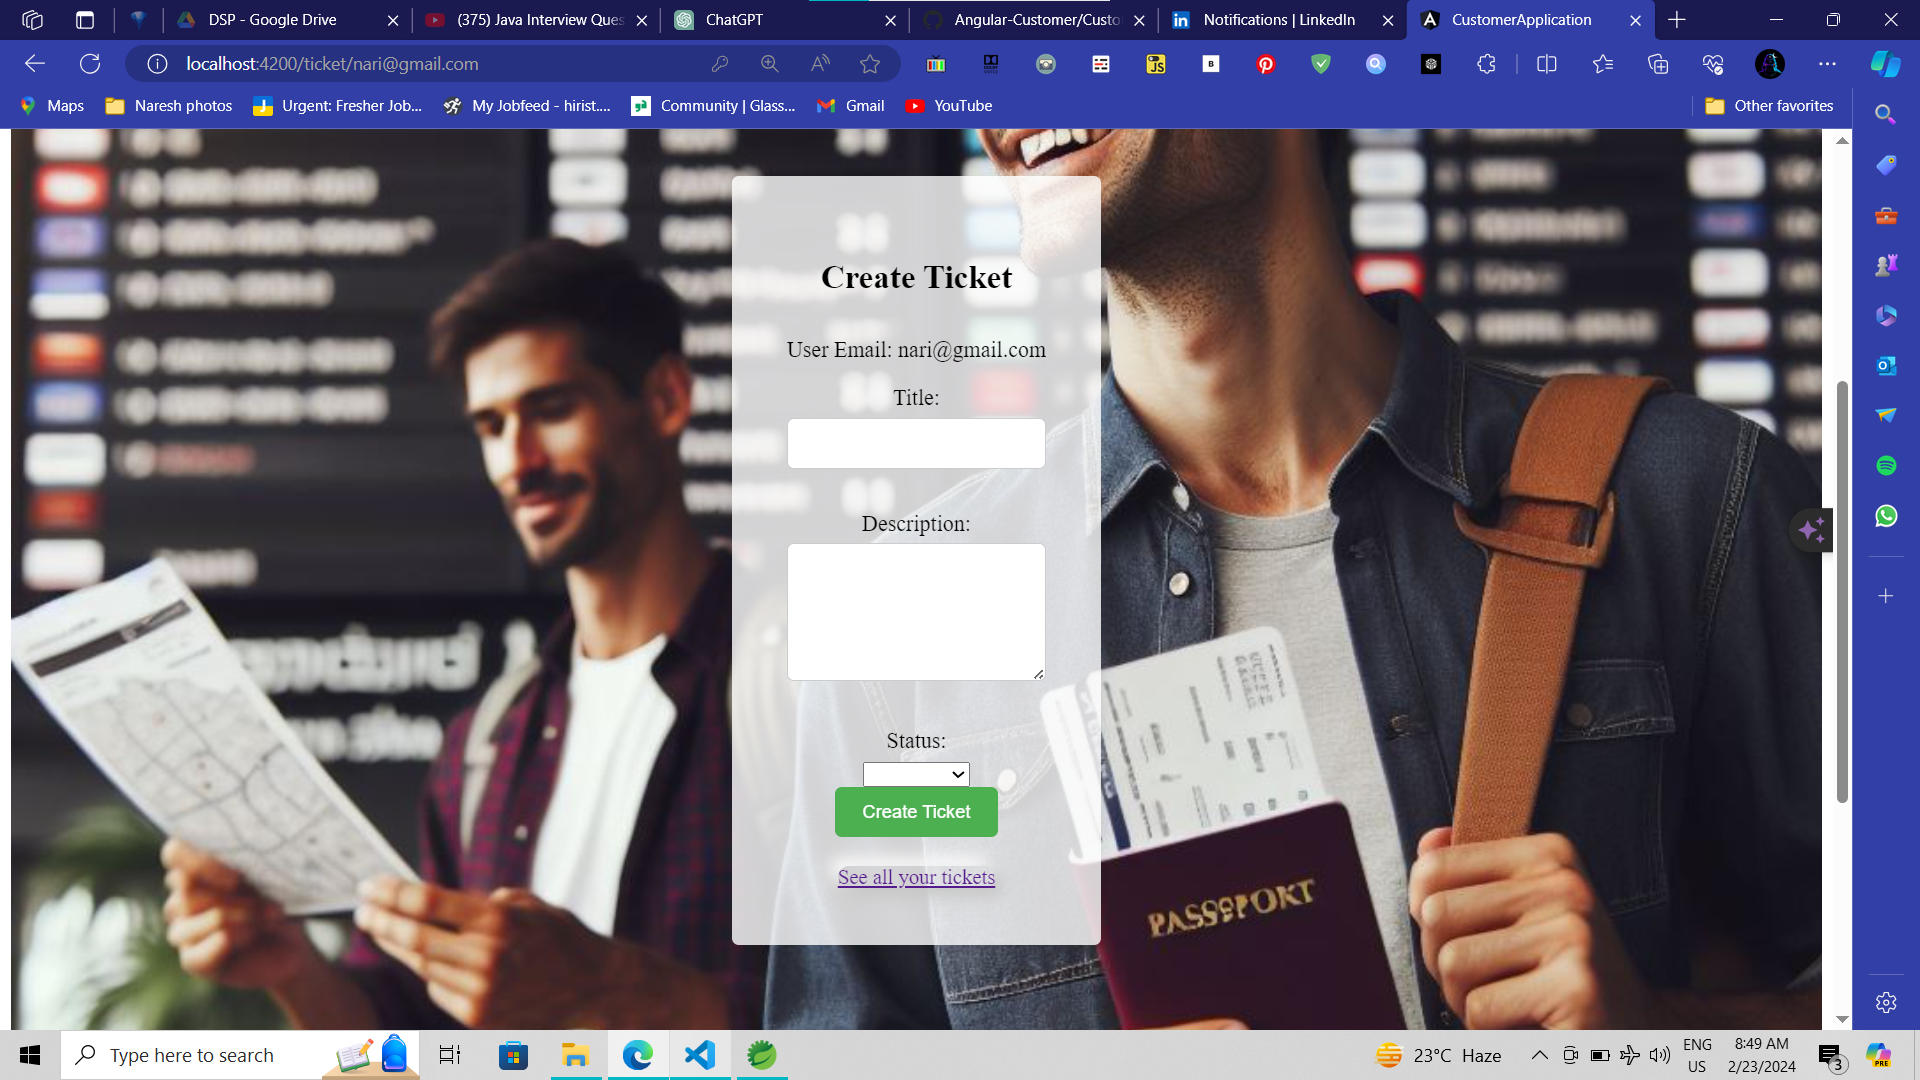 DSP - Google Drive
(375) Java Interview Ques
ChatGPT
Angular-Customer/Custo
Notifications | LinkedIn
CustomerApplication
localhost:4200/ticket/nari@gmail.com
Maps
Naresh photos
Urgent: Fresher Job...
My Jobfeed - hirist....
Community | Glass...
Gmail
YouTube
Other favorites
Create Ticket
User Email: nari@gmail.com
Title:
Description:
Status:
Create Ticket
See all your tickets
PASSPORT
Type here to search
23°C Haze
ENG
US
8:49 AM
2/23/2024
3